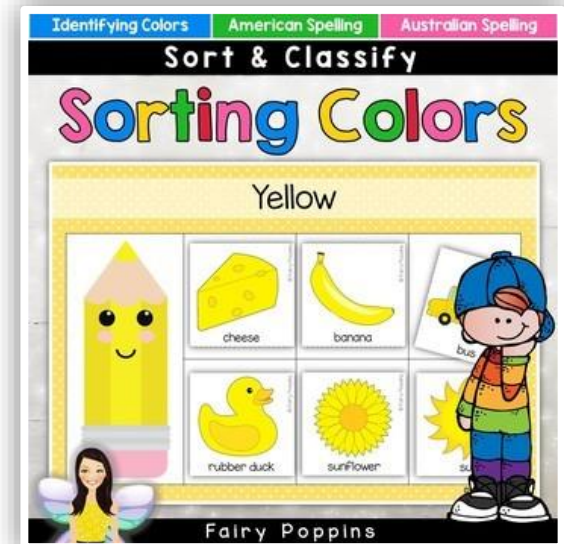 Identifying Colors American Spelling Australian Spelling
Sort & Classify
Sorting Colors
Yellow
cheese banana bus
rubber duck sunflower su
Fairy Poppins